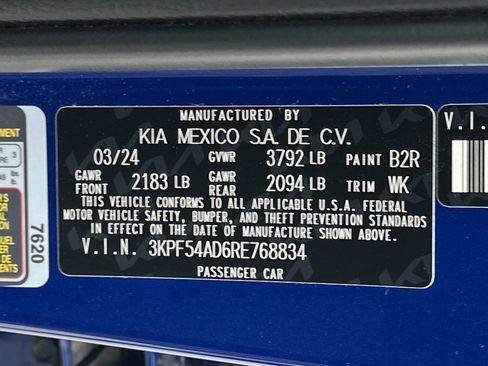 MANUFACTURED BY
KIA MEXICO S.A. DE C.V.
03/24 GVWR 3792 LB PAINT B2R
GAWR FRONT 2183 LB GAWR REAR 2094 LB TRIM WK
THIS VEHICLE CONFORMS TO ALL APPLICABLE U.S.A. FEDERAL
MOTOR VEHICLE SAFETY, BUMPER, AND THEFT PREVENTION STANDARDS
IN EFFECT ON THE DATE OF MANUFACTURE SHOWN ABOVE.
V.I.N. 3KPF54AD6RE768834
PASSENGER CAR
7620
V.I.